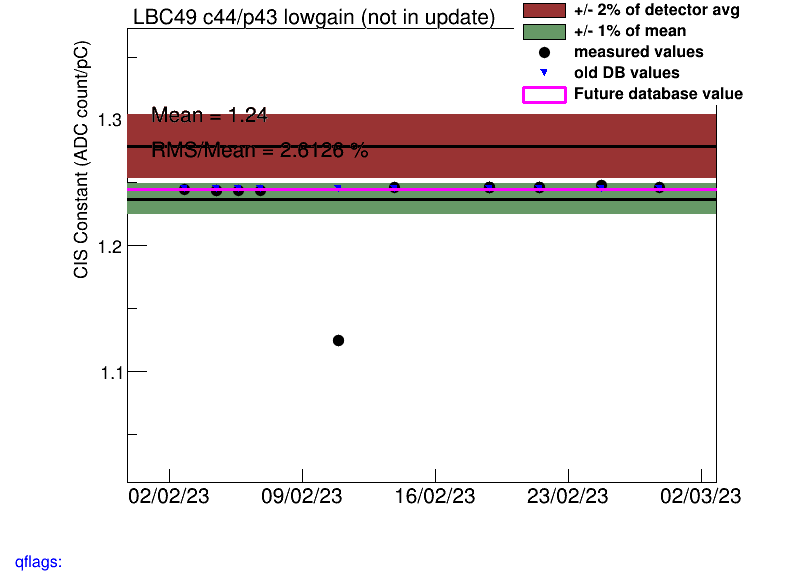 LBC49 c44/p43 lowgain (not in update)
+/- 2% of detector avg
+/- 1% of mean
measured values
old DB values
Future database value
CIS Constant (ADC count/pC)
Mean = 1.24
RMS/Mean = 2.6126 %
1.3
1.2
1.1
02/02/23
09/02/23
16/02/23
23/02/23
02/03/23
qflags: